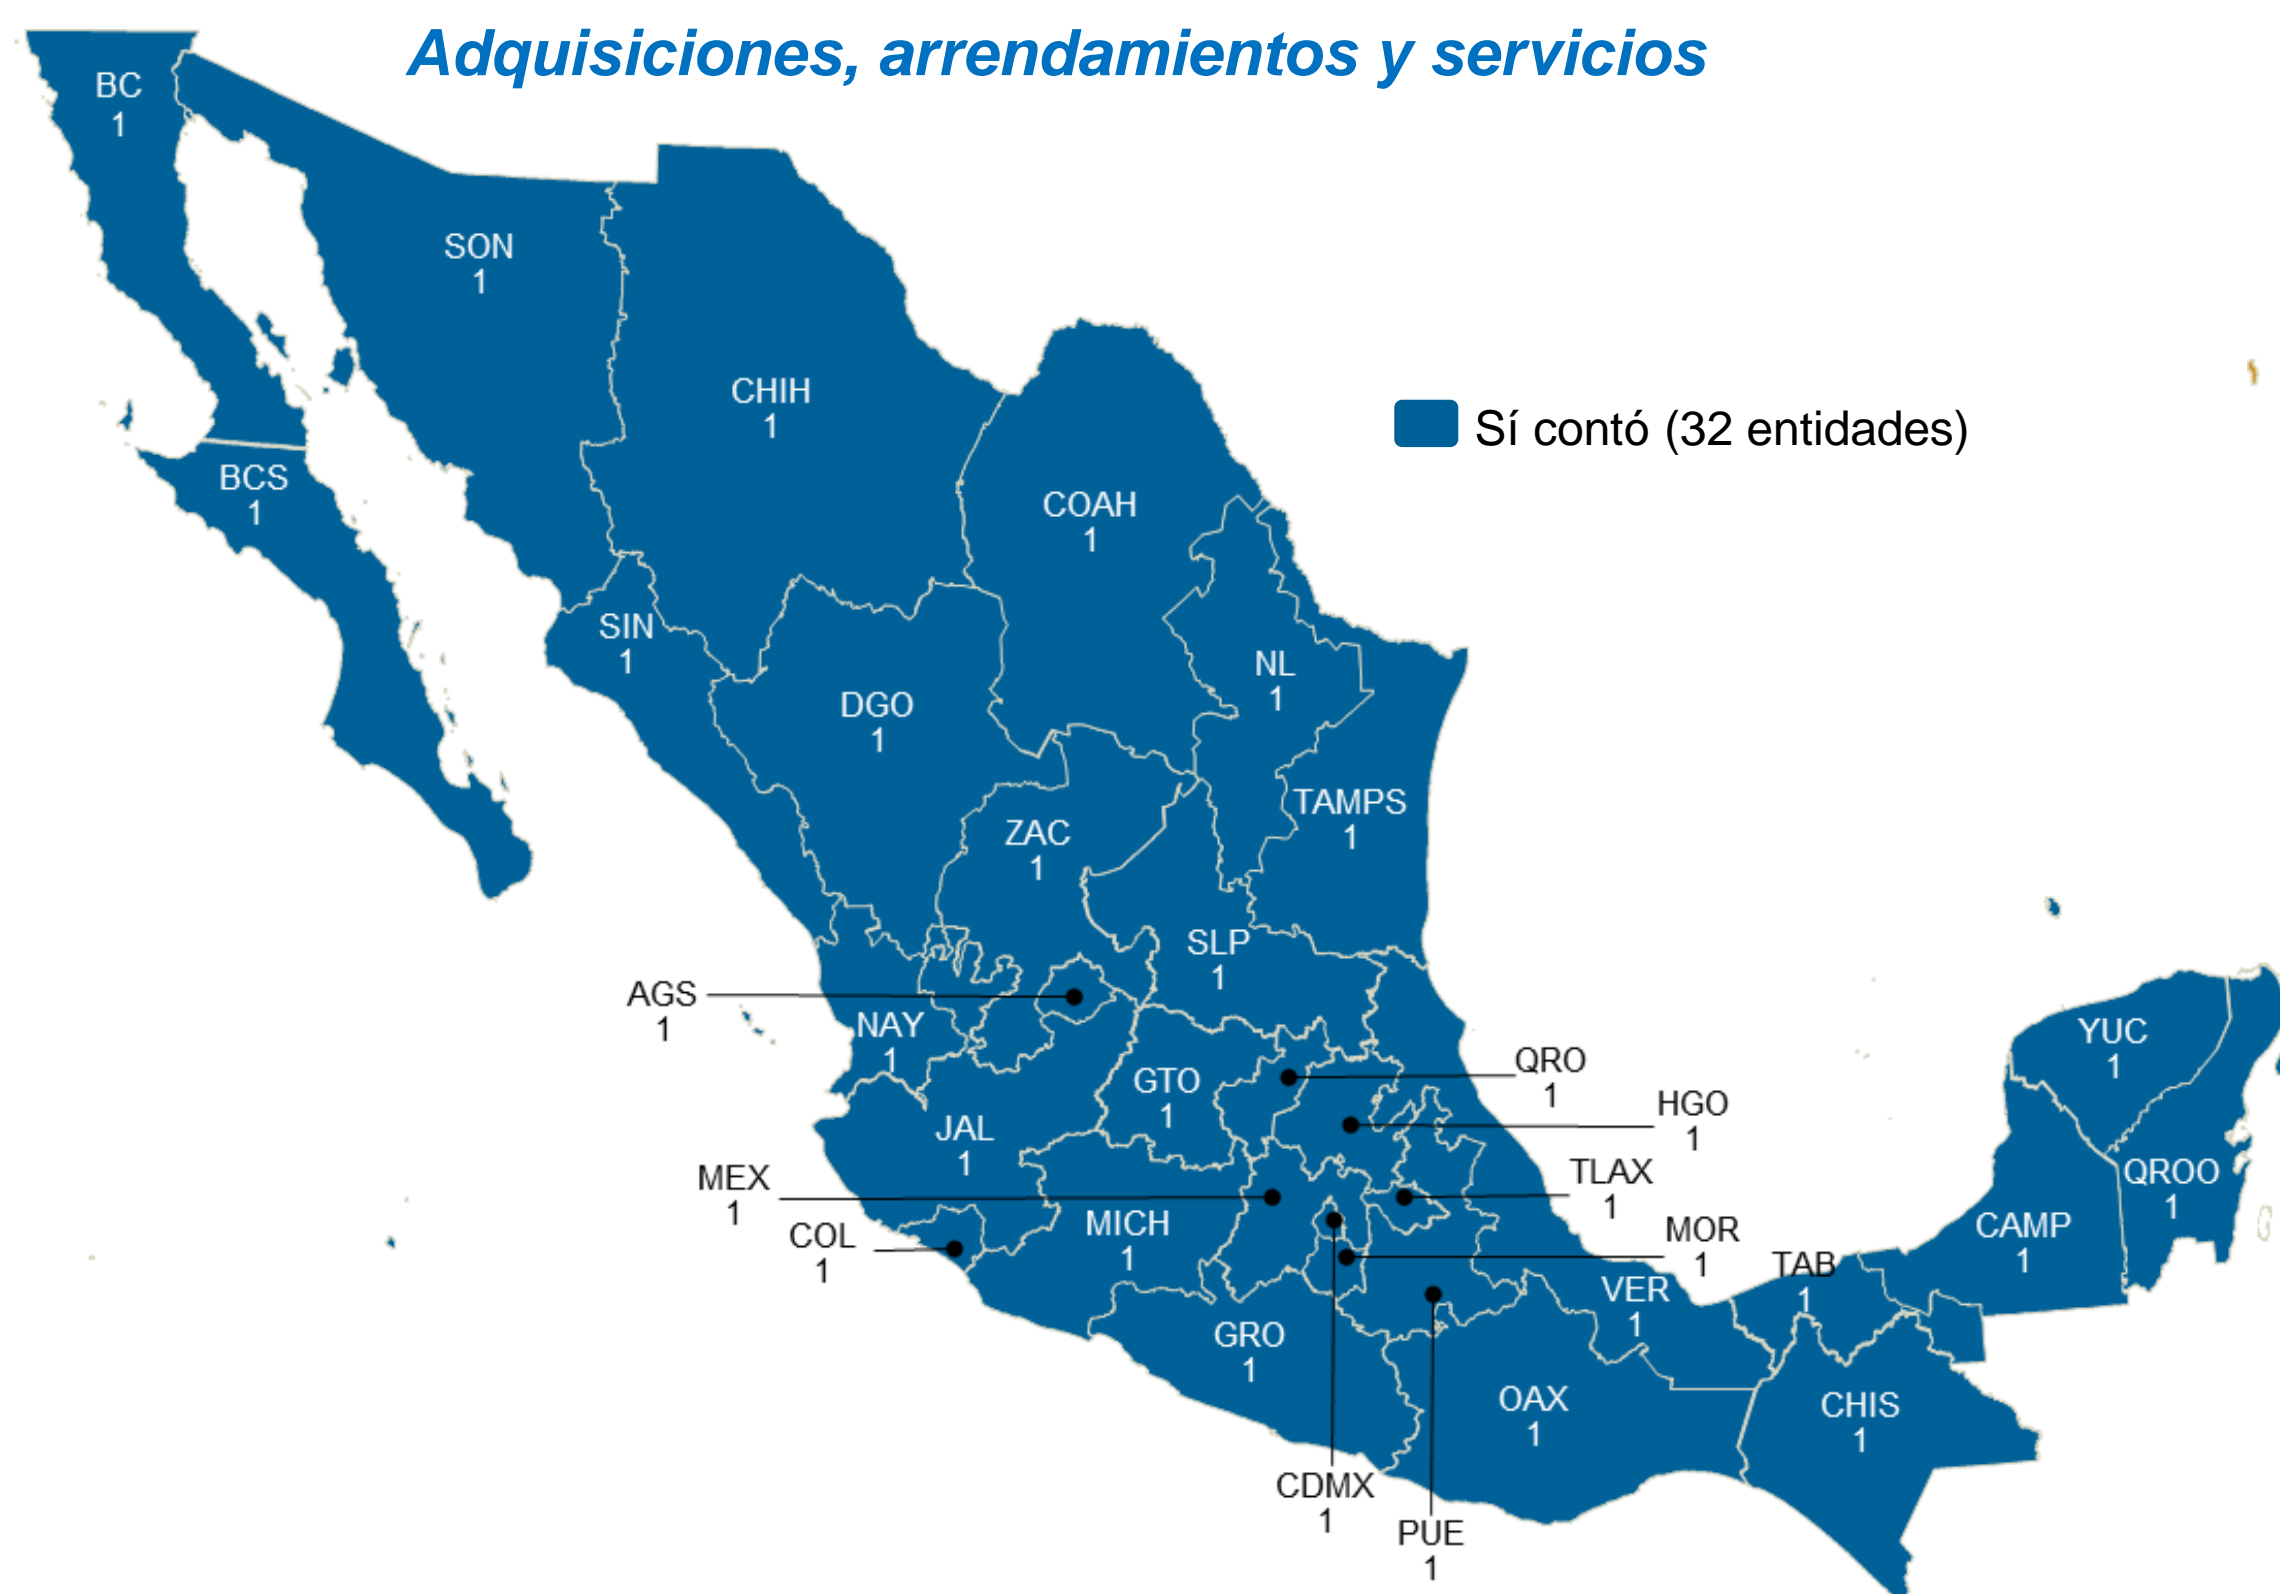 Adquisiciones, arrendamientos y servicios
BC
1
SON
1
CHIH
1
Sí contó (32 entidades)
BCS
1
COAH
1
SIN
1
NL
1
DGO
1
TAMPS
1
ZAC
1
SLP
1
AGS
1
NAY
1
YUC
1
QRO
1
GTO
1
HGO
1
JAL
1
MEX
1
TLAX
1
QROO
1
COL
1
MICH
1
MOR
1
CAMP
1
TAB
1
VER
1
GRO
1
OAX
1
CHIS
1
CDMX
1
PUE
1